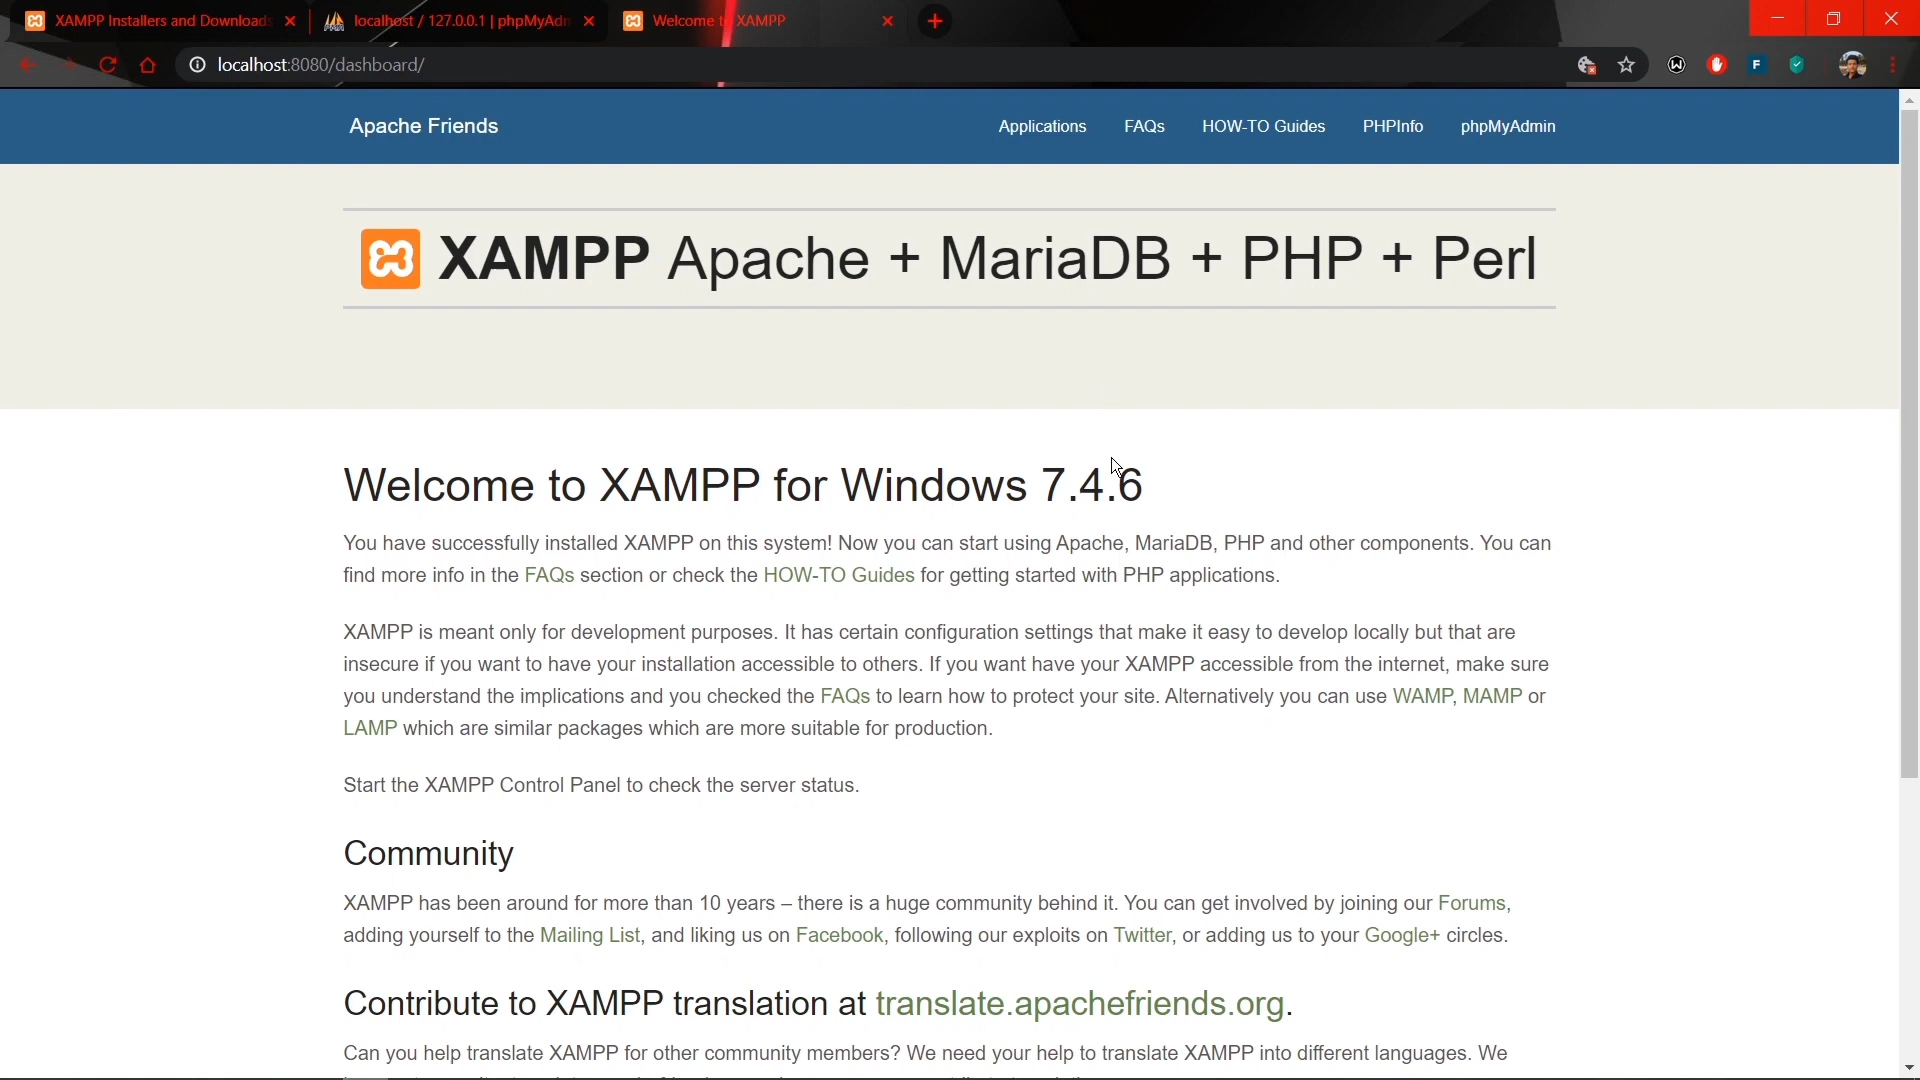 XAMPP Installers and Downloads
localhost / 127.0.0.1 | phpMyAdm
Welcome to XAMPP
localhost:8080/dashboard/
Apache Friends
Applications
FAQs
HOW-TO Guides
PHPInfo
phpMyAdmin
XAMPP Apache + MariaDB + PHP + Perl
Welcome to XAMPP for Windows 7.4.6
You have successfully installed XAMPP on this system! Now you can start using Apache, MariaDB, PHP and other components. You can
find more info in the FAQs section or check the HOW-TO Guides for getting started with PHP applications.
XAMPP is meant only for development purposes. It has certain configuration settings that make it easy to develop locally but that are
insecure if you want to have your installation accessible to others. If you want have your XAMPP accessible from the internet, make sure
you understand the implications and you checked the FAQs to learn how to protect your site. Alternatively you can use WAMP, MAMP or
LAMP which are similar packages which are more suitable for production.
Start the XAMPP Control Panel to check the server status.
Community
XAMPP has been around for more than 10 years – there is a huge community behind it. You can get involved by joining our Forums,
adding yourself to the Mailing List, and liking us on Facebook, following our exploits on Twitter, or adding us to your Google+ circles.
Contribute to XAMPP translation at translate.apachefriends.org.
Can you help translate XAMPP for other community members? We need your help to translate XAMPP into different languages. We